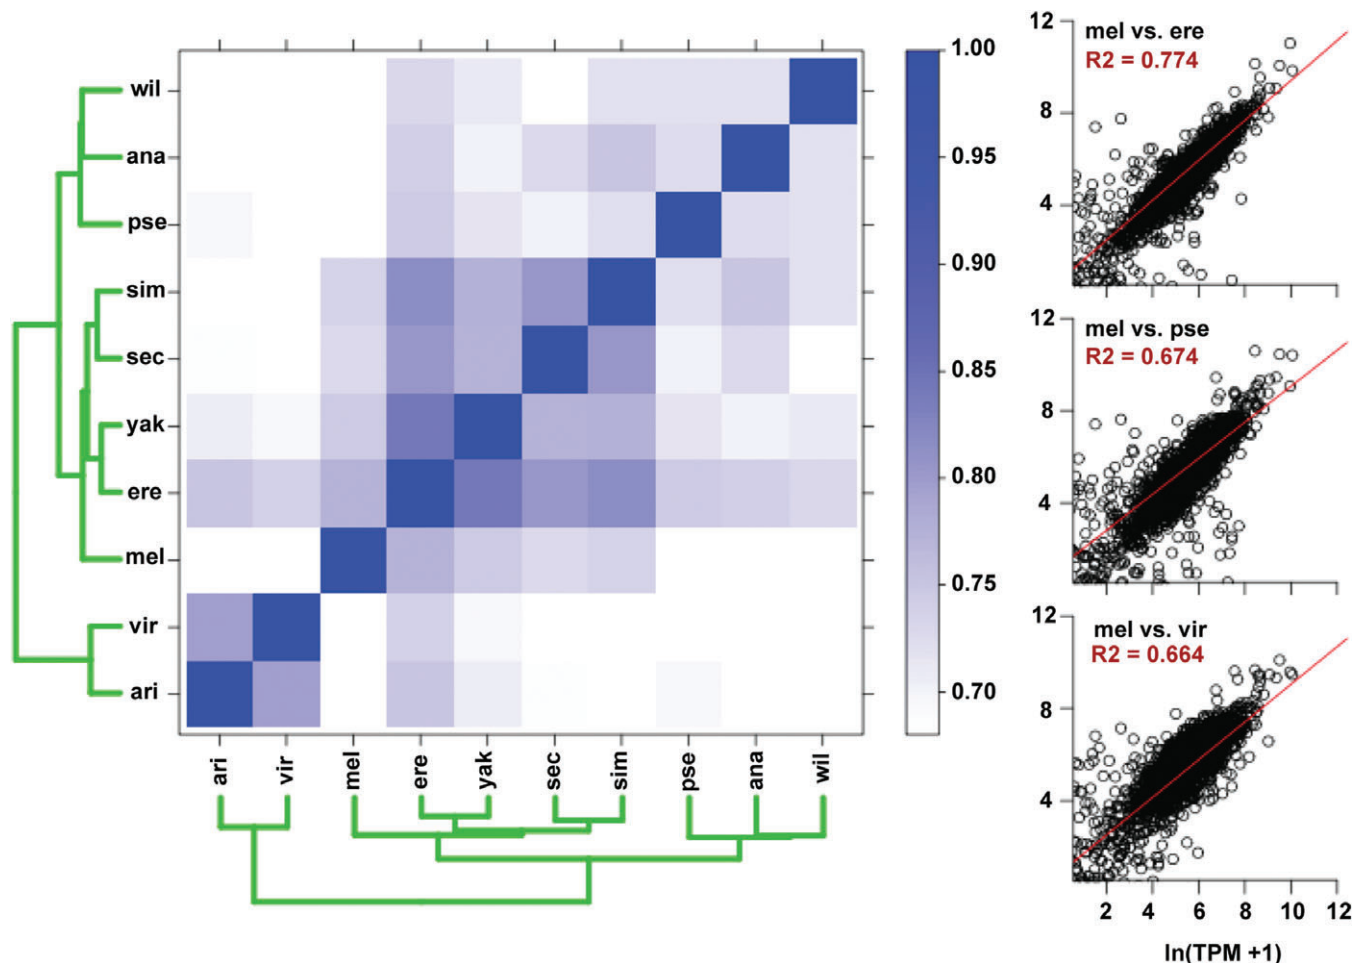 wil
ana
pse
sim
sec
yak
ere
mel
vir
ari
ari
vir
mel
ere
yak
sec
sim
pse
ana
wil
1.00
0.95
0.90
0.85
0.80
0.75
0.70
12
8
4
mel vs. ere
R2 = 0.774
12
8
4
mel vs. pse
R2 = 0.674
12
8
4
mel vs. vir
R2 = 0.664
2 4 6 8 10 12
ln(TPM +1)